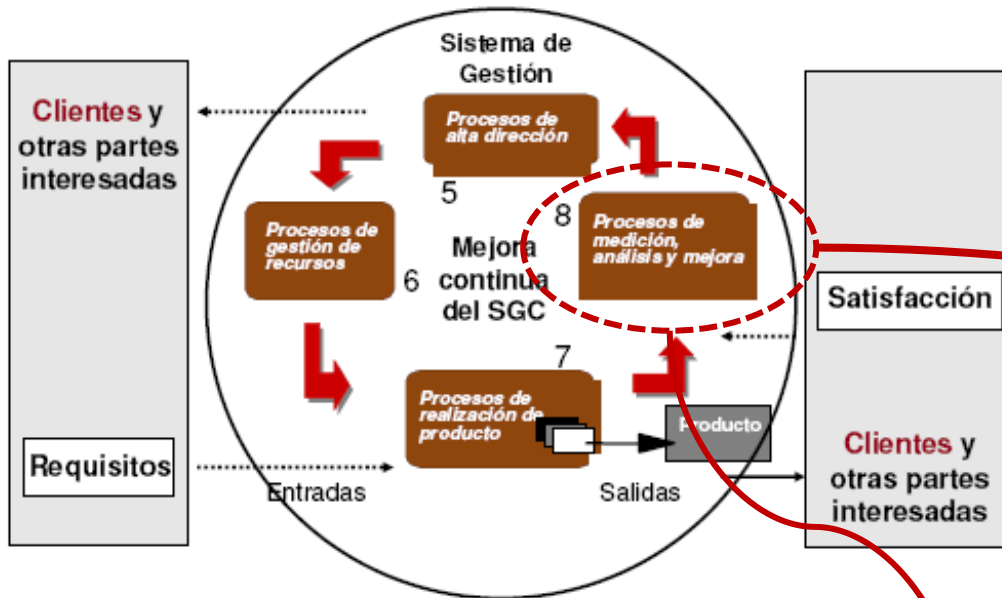 Sistema de
Gestión
Clientes y
otras partes
interesadas
Procesos de
alta dirección
5
8
Procesos de
gestión de
recursos
6
Mejora
continua
del SGC
Procesos de
medición,
análisis y mejora
Satisfacción
7
Procesos de
realización de
producto
Producto
Requisitos
Entradas
Salidas
Clientes y
otras partes
interesadas